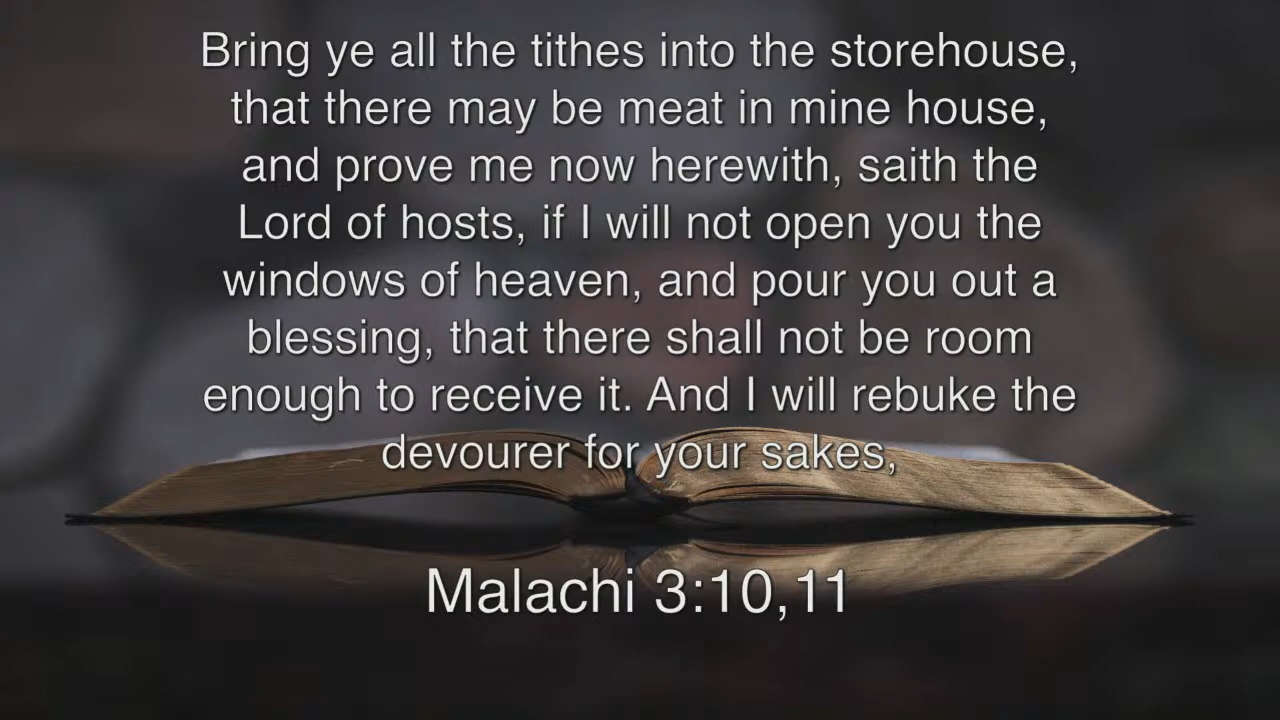 Bring ye all the tithes into the storehouse,
that there may be meat in mine house,
and prove me now herewith, saith the
Lord of hosts, if I will not open you the
windows of heaven, and pour you out a
blessing, that there shall not be room
enough to receive it. And I will rebuke the
devourer for your sakes,
Malachi 3:10,11